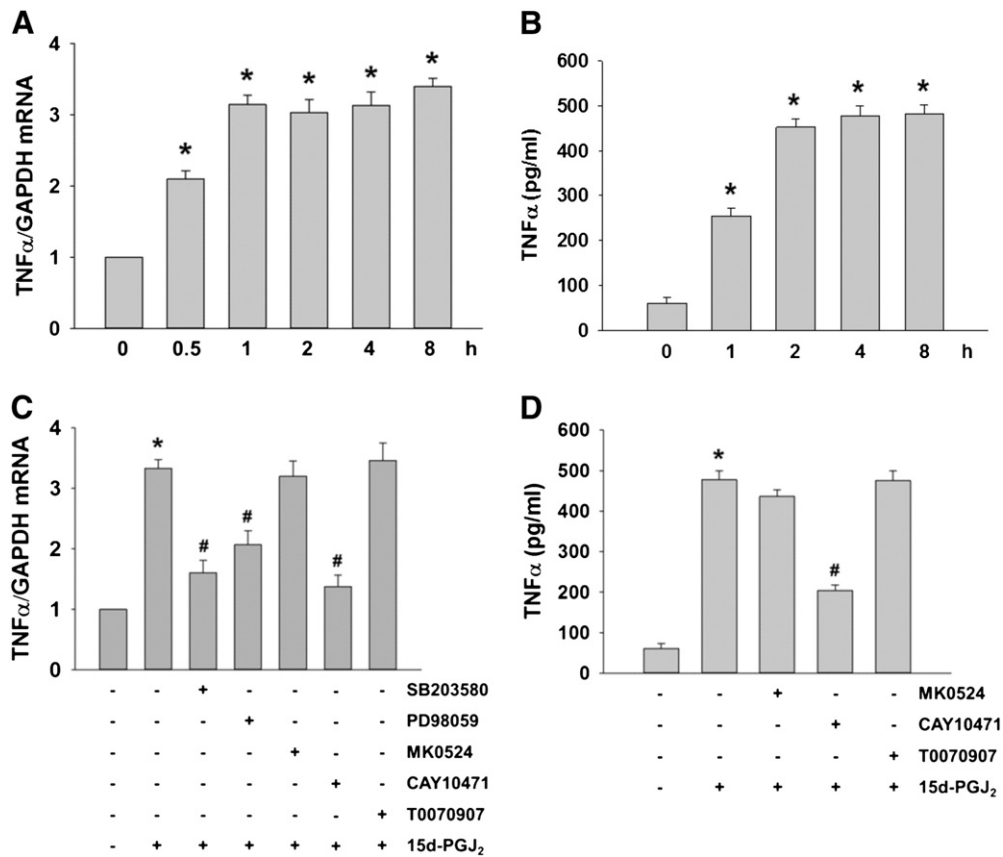 A
TNFα/GAPDH mRNA
4
3
2
1
0
* * * * *
0 0.5 1 2 4 8 h
B
TNFα (pg/ml)
600
500
400
300
200
100
0
* * * *
0 1 2 4 8 h
C
TNFα/GAPDH mRNA
4
3
2
1
0
* # # #
- - + - - - - SB203580
- - - + - - - PD98059
- - - - + - - MK0524
- - - - - + - CAY10471
- - - - - - + T0070907
- + + + + + + 15d-PGJ₂
D
TNFα (pg/ml)
600
500
400
300
200
100
0
* #
- - + - - MK0524
- - - + - CAY10471
- - - - + T0070907
- + + + + 15d-PGJ₂